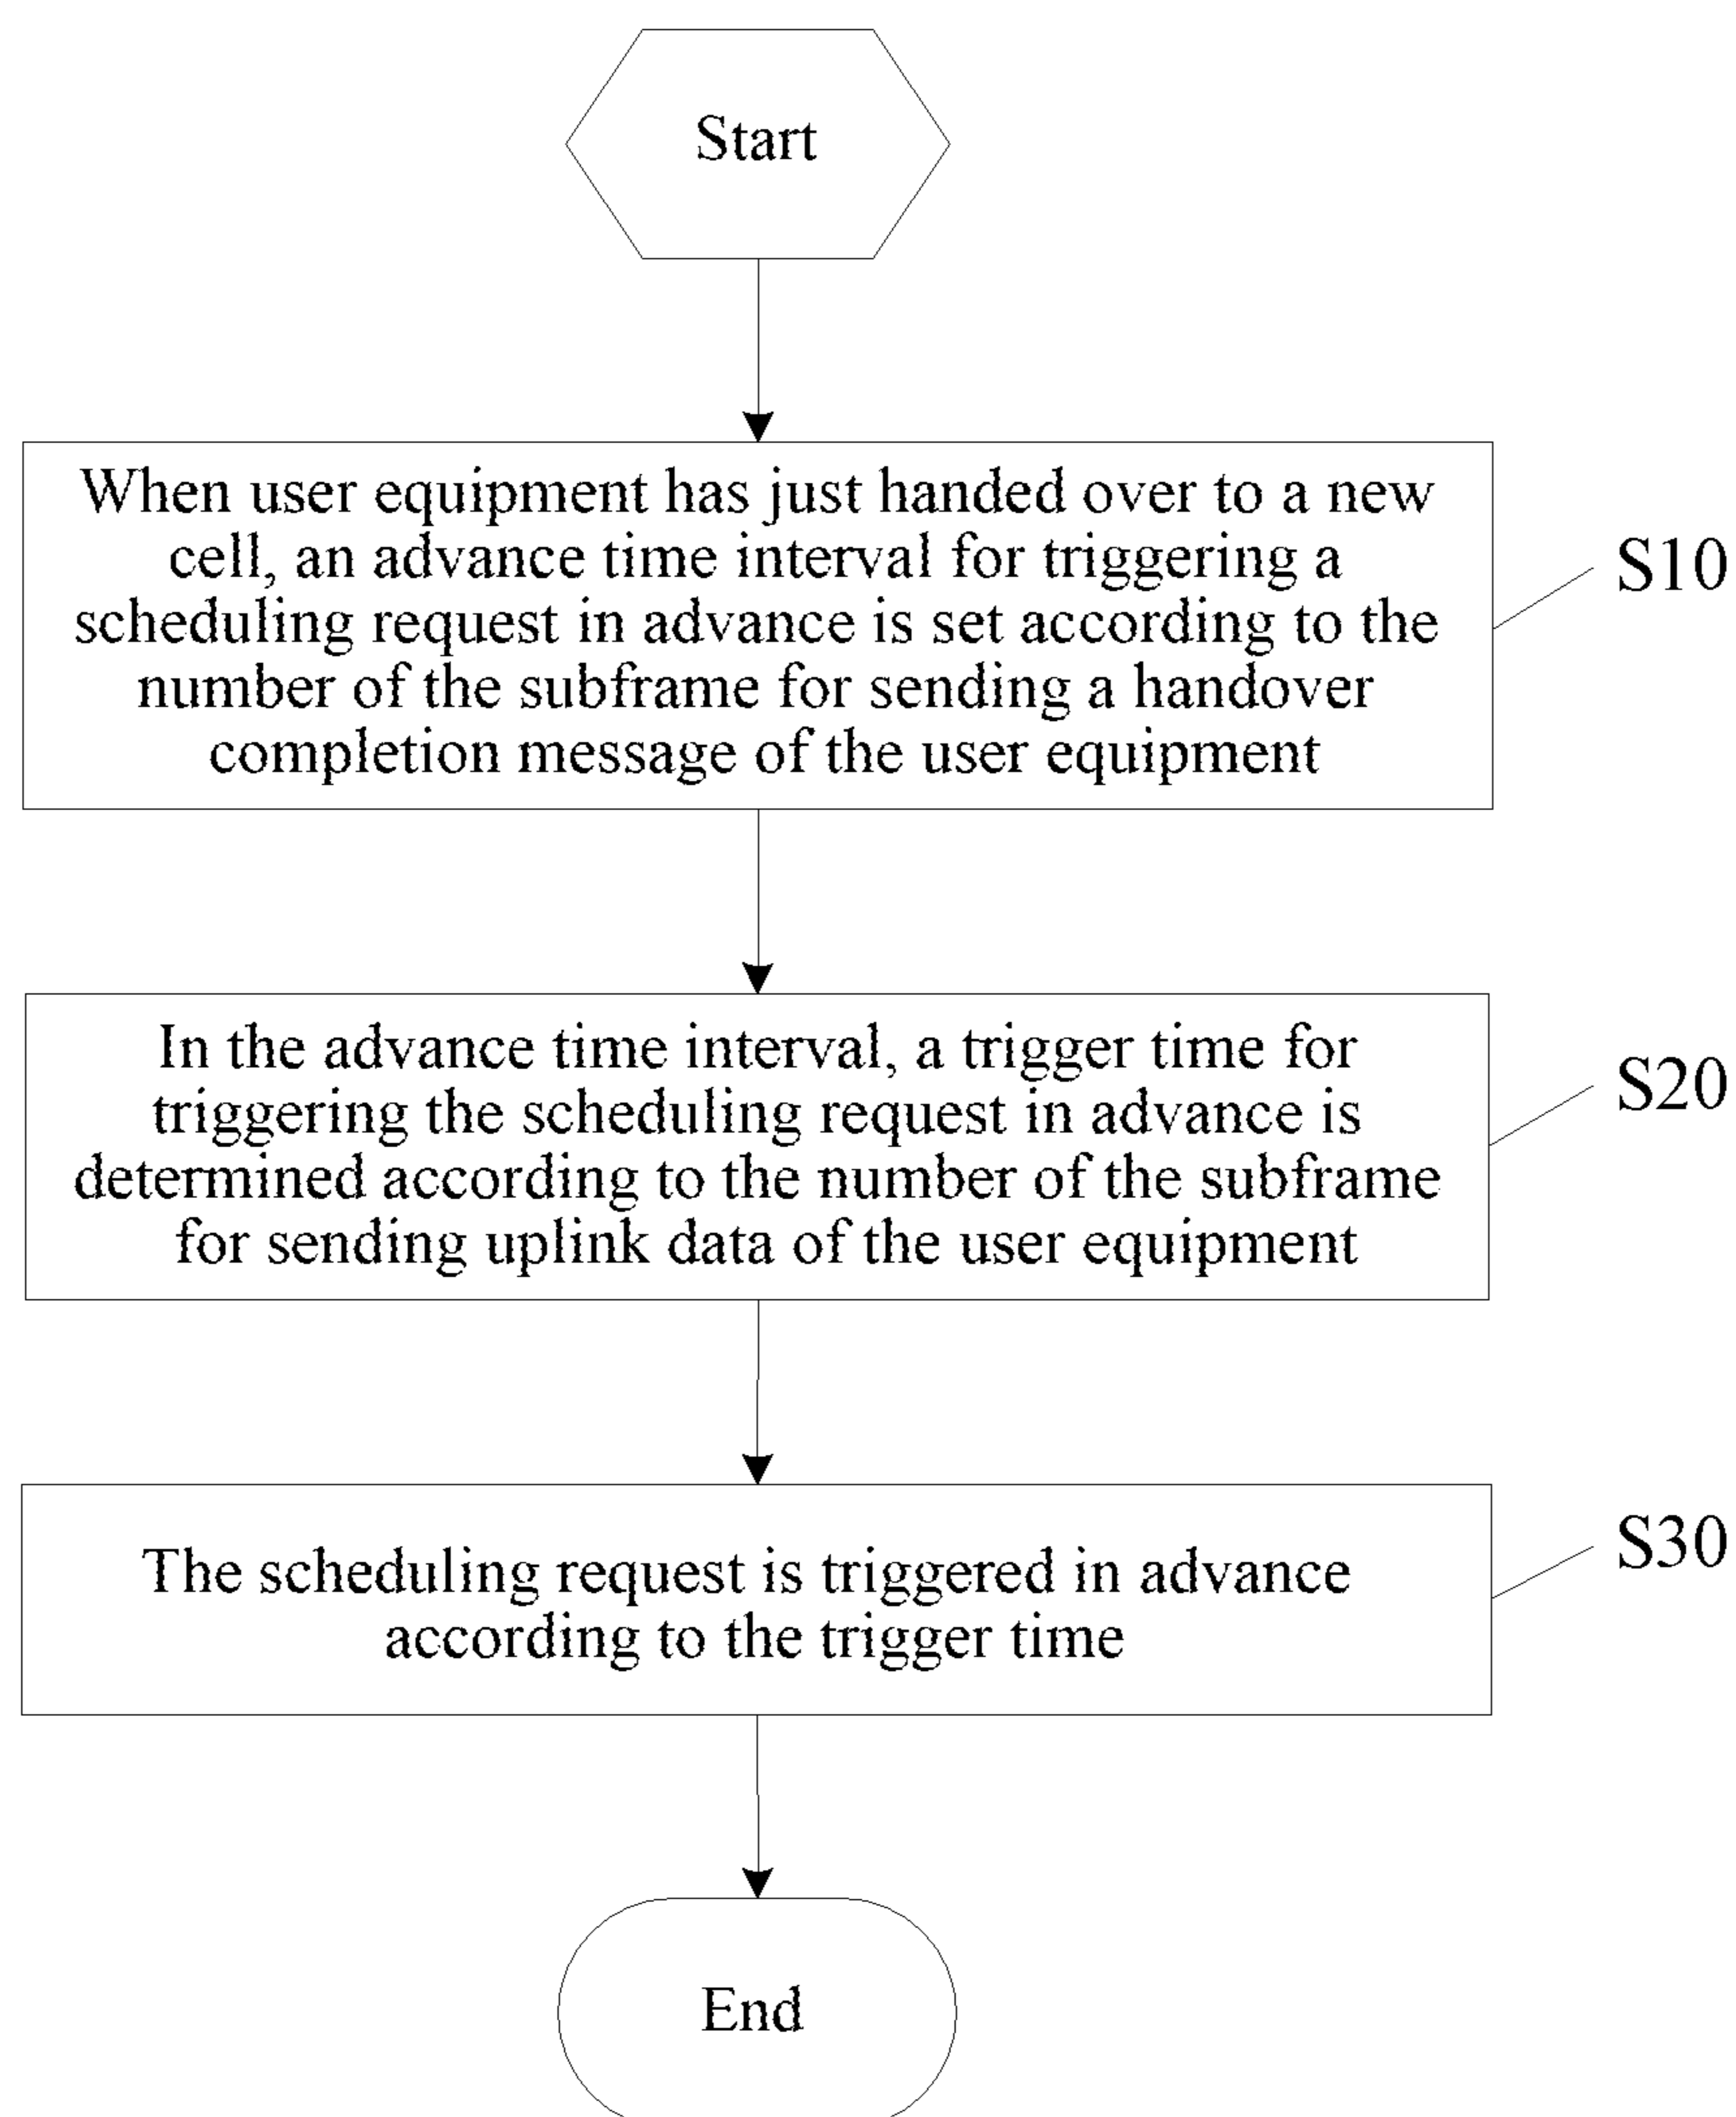 Start
When user equipment has just handed over to a new
cell, an advance time interval for triggering a
scheduling request in advance is set according to the
number of the subframe for sending a handover
completion message of the user equipment
S10
In the advance time interval, a trigger time for
triggering the scheduling request in advance is
determined according to the number of the subframe
for sending uplink data of the user equipment
S20
The scheduling request is triggered in advance
according to the trigger time
S30
End